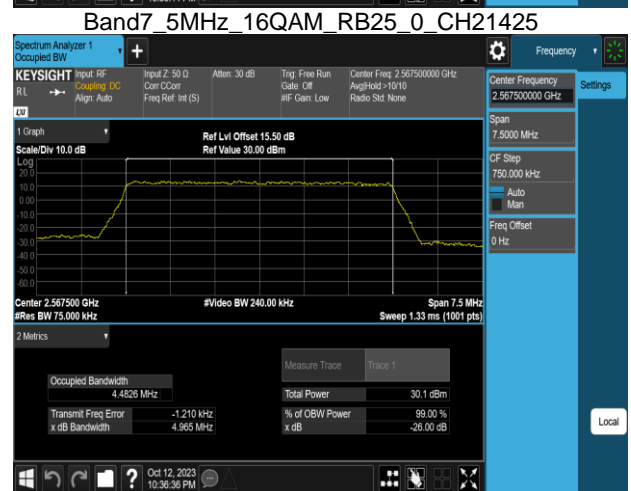 Band7_5MHz_16QAM_RB25_0_CH21425
Spectrum Analyzer 1
Occupied BW
Frequency
KEYSIGHT
R L
LXI
Input: RF
Coupling: DC
Align: Auto
Input Z: 50 Ω
Corr CCorr
Freq Ref: Int (S)
Atten: 30 dB
Trig: Free Run
Gate: Off
#IF Gain: Low
Center Freq: 2.567500000 GHz
Avg|Hold:>10/10
Radio Std: None
Center Frequency
2.567500000 GHz
Settings
Span
7.5000 MHz
CF Step
750.000 kHz
Auto
Man
Freq Offset
0 Hz
1 Graph
Scale/Div 10.0 dB
Ref Lvl Offset 15.50 dB
Ref Value 30.00 dBm
Log
20.0
10.0
0.00
-10.0
-20.0
-30.0
-40.0
-50.0
-60.0
Center 2.567500 GHz
#Video BW 240.00 kHz
Span 7.5 MHz
#Res BW 75.000 kHz
Sweep 1.33 ms (1001 pts)
2 Metrics
Measure Trace
Trace 1
Occupied Bandwidth
4.4826 MHz
Total Power
30.1 dBm
Transmit Freq Error
-1.210 kHz
% of OBW Power
99.00 %
x dB Bandwidth
4.965 MHz
x dB
-26.00 dB
Local
?
Oct 12, 2023
10:36:36 PM